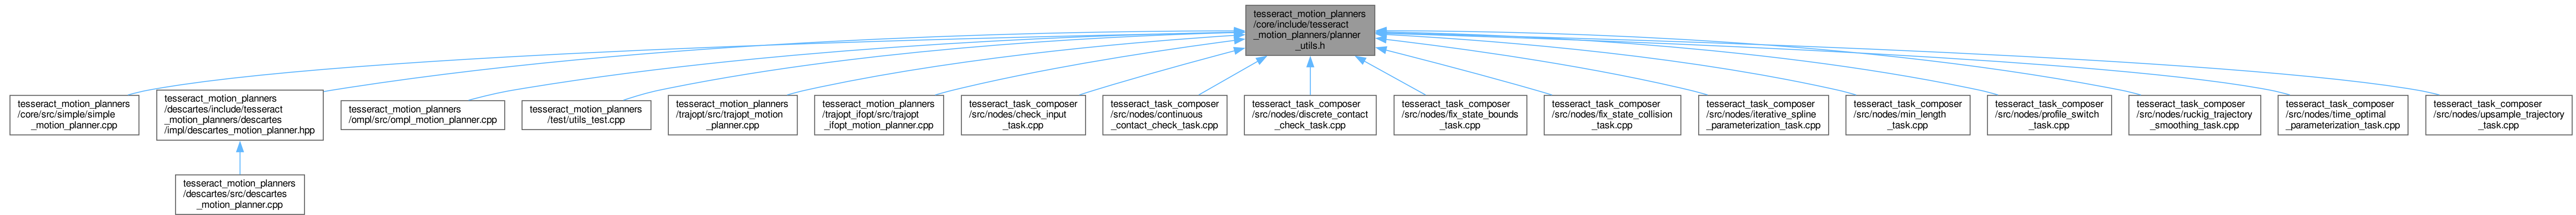 tesseract_motion_planners
/core/include/tesseract
_motion_planners/planner
_utils.h
tesseract_motion_planners
/core/src/simple/simple
_motion_planner.cpp
tesseract_motion_planners
/descartes/include/tesseract
_motion_planners/descartes
/impl/descartes_motion_planner.hpp
tesseract_motion_planners
/ompl/src/ompl_motion_planner.cpp
tesseract_motion_planners
/test/utils_test.cpp
tesseract_motion_planners
/trajopt/src/trajopt_motion
_planner.cpp
tesseract_motion_planners
/trajopt_ifopt/src/trajopt
_ifopt_motion_planner.cpp
tesseract_task_composer
/src/nodes/check_input
_task.cpp
tesseract_task_composer
/src/nodes/continuous
_contact_check_task.cpp
tesseract_task_composer
/src/nodes/discrete_contact
_check_task.cpp
tesseract_task_composer
/src/nodes/fix_state_bounds
_task.cpp
tesseract_task_composer
/src/nodes/fix_state_collision
_task.cpp
tesseract_task_composer
/src/nodes/iterative_spline
_parameterization_task.cpp
tesseract_task_composer
/src/nodes/min_length
_task.cpp
tesseract_task_composer
/src/nodes/profile_switch
_task.cpp
tesseract_task_composer
/src/nodes/ruckig_trajectory
_smoothing_task.cpp
tesseract_task_composer
/src/nodes/time_optimal
_parameterization_task.cpp
tesseract_task_composer
/src/nodes/upsample_trajectory
_task.cpp
tesseract_motion_planners
/descartes/src/descartes
_motion_planner.cpp